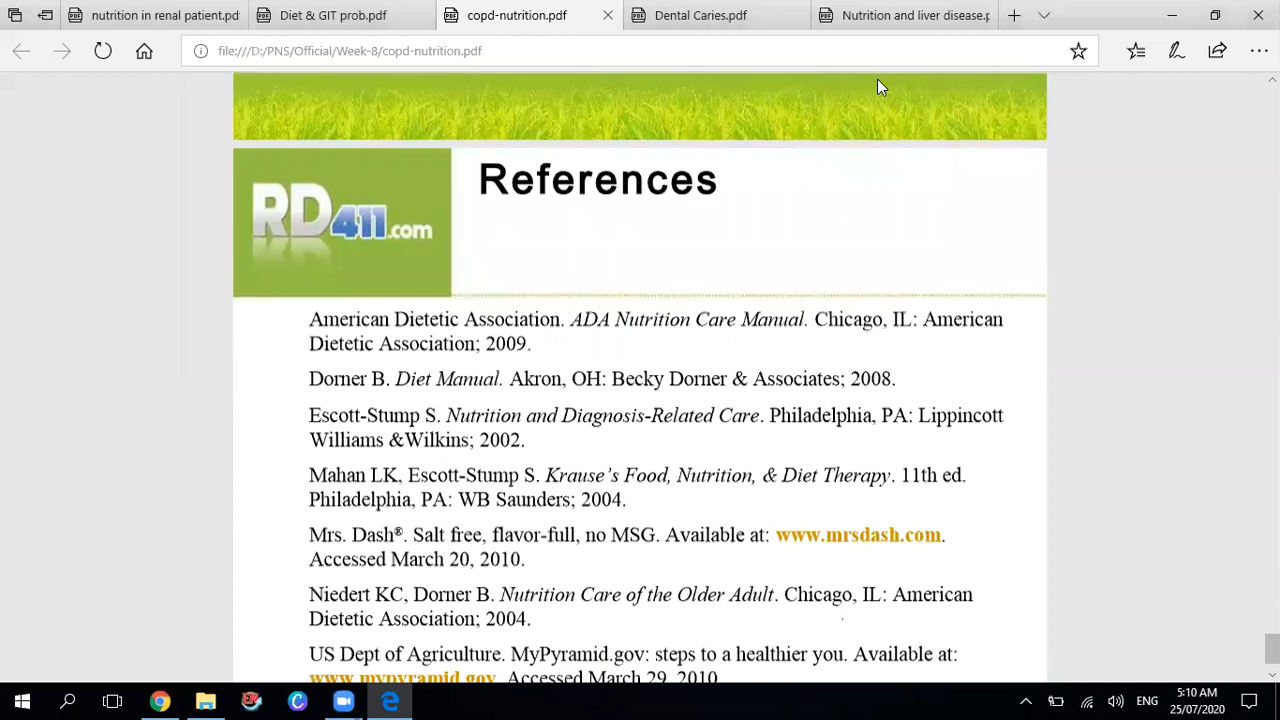 nutrition in renal patient.pd
Diet & GIT prob.pdf
copd-nutrition.pdf
Dental Caries.pdf
Nutrition and liver disease.p
file:///D:/PNS/Official/Week-8/copd-nutrition.pdf
RD411.com
References
American Dietetic Association. ADA Nutrition Care Manual. Chicago, IL: American
Dietetic Association; 2009.
Dorner B. Diet Manual. Akron, OH: Becky Dorner & Associates; 2008.
Escott-Stump S. Nutrition and Diagnosis-Related Care. Philadelphia, PA: Lippincott
Williams &Wilkins; 2002.
Mahan LK, Escott-Stump S. Krause’s Food, Nutrition, & Diet Therapy. 11th ed.
Philadelphia, PA: WB Saunders; 2004.
Mrs. Dash®. Salt free, flavor-full, no MSG. Available at: www.mrsdash.com.
Accessed March 20, 2010.
Niedert KC, Dorner B. Nutrition Care of the Older Adult. Chicago, IL: American
Dietetic Association; 2004.
US Dept of Agriculture. MyPyramid.gov: steps to a healthier you. Available at:
www.mypyramid.gov. Accessed March 29, 2010.
ENG
5:10 AM
25/07/2020